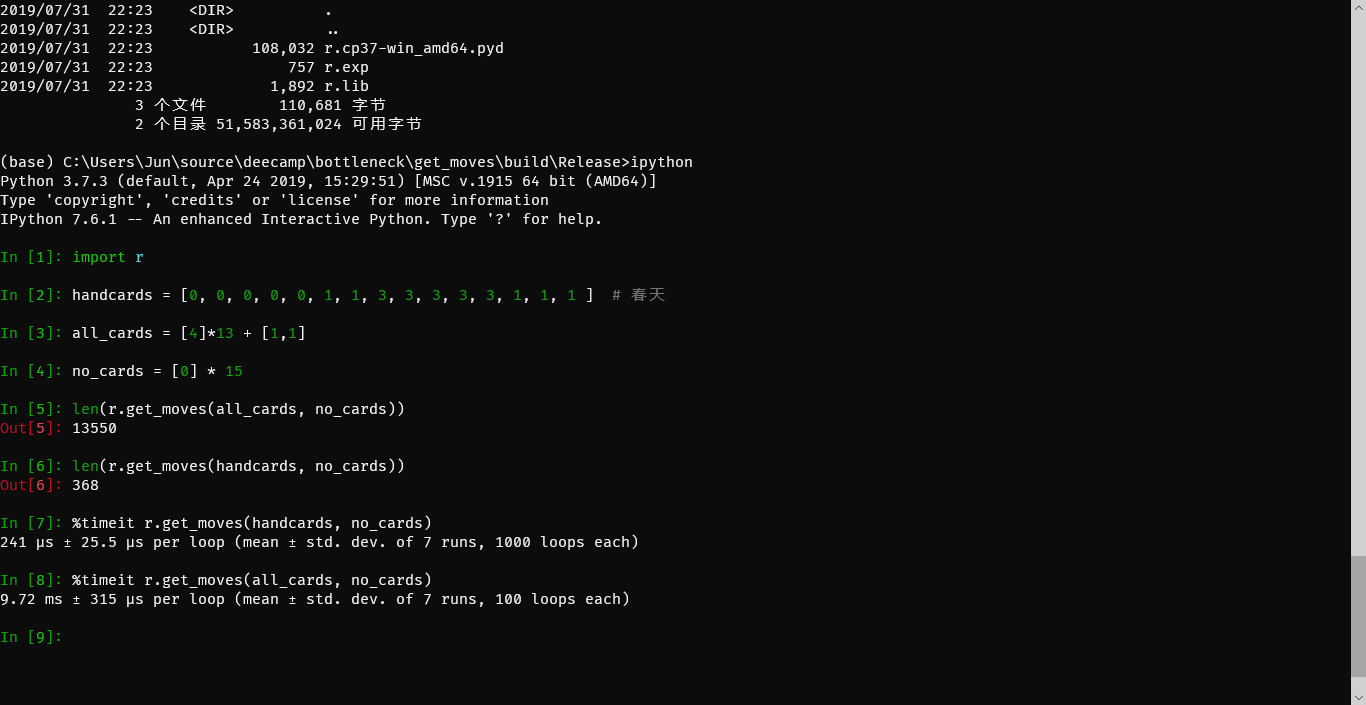 2019/07/31  22:23    <DIR>          .
2019/07/31  22:23    <DIR>          ..
2019/07/31  22:23           108,032 r.cp37-win_amd64.pyd
2019/07/31  22:23               757 r.exp
2019/07/31  22:23             1,892 r.lib
               3 个文件        110,681 字节
               2 个目录 51,583,361,024 可用字节
(base) C:\Users\Jun\source\deecamp\bottleneck\get_moves\build\Release>ipython
Python 3.7.3 (default, Apr 24 2019, 15:29:51) [MSC v.1915 64 bit (AMD64)]
Type 'copyright', 'credits' or 'license' for more information
IPython 7.6.1 -- An enhanced Interactive Python. Type '?' for help.
In [1]: import r
In [2]: handcards = [0, 0, 0, 0, 0, 1, 1, 3, 3, 3, 3, 3, 1, 1, 1 ]  # 春天
In [3]: all_cards = [4]*13 + [1,1]
In [4]: no_cards = [0] * 15
In [5]: len(r.get_moves(all_cards, no_cards))
Out[5]: 13550
In [6]: len(r.get_moves(handcards, no_cards))
Out[6]: 368
In [7]: %timeit r.get_moves(handcards, no_cards)
241 µs ± 25.5 µs per loop (mean ± std. dev. of 7 runs, 1000 loops each)
In [8]: %timeit r.get_moves(all_cards, no_cards)
9.72 ms ± 315 µs per loop (mean ± std. dev. of 7 runs, 100 loops each)
In [9]: